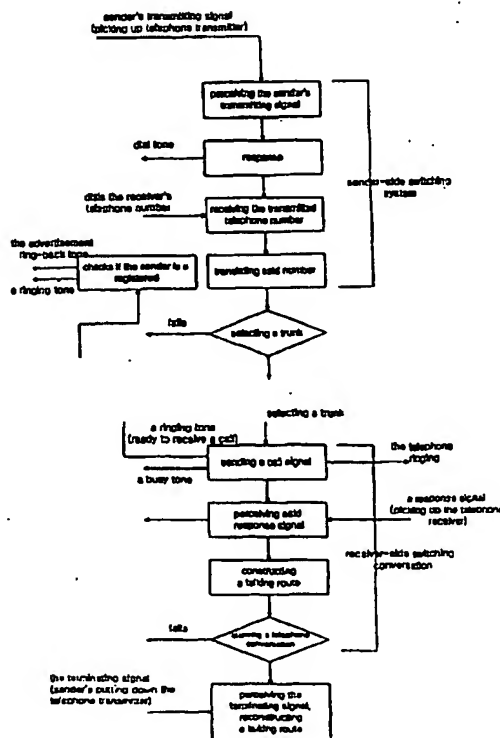 sender's transmitting signal
(picking up telephone transmitter)
perceiving the sender's
transmitting signal
dial tone
response
sender-side switching
system
dials the receiver's
telephone number
receiving the transmitted
telephone number
the advertisement
ring-back tone
checks if the sender is a
registered
a ringing tone
translating said number
fails
selecting a trunk
a ringing tone
(ready to receive a call)
selecting a trunk
sending a call signal
the telephone
ringing
a busy tone
perceiving said
response signal
a response signal
(picking up the telephone
receiver)
receiver-side switching
conversation
constructing
a talking route
fails
a telephone
conversation
the terminating signal
(sender's putting down the
telephone transmitter)
perceiving the
terminating signal,
reconstructing
a talking route